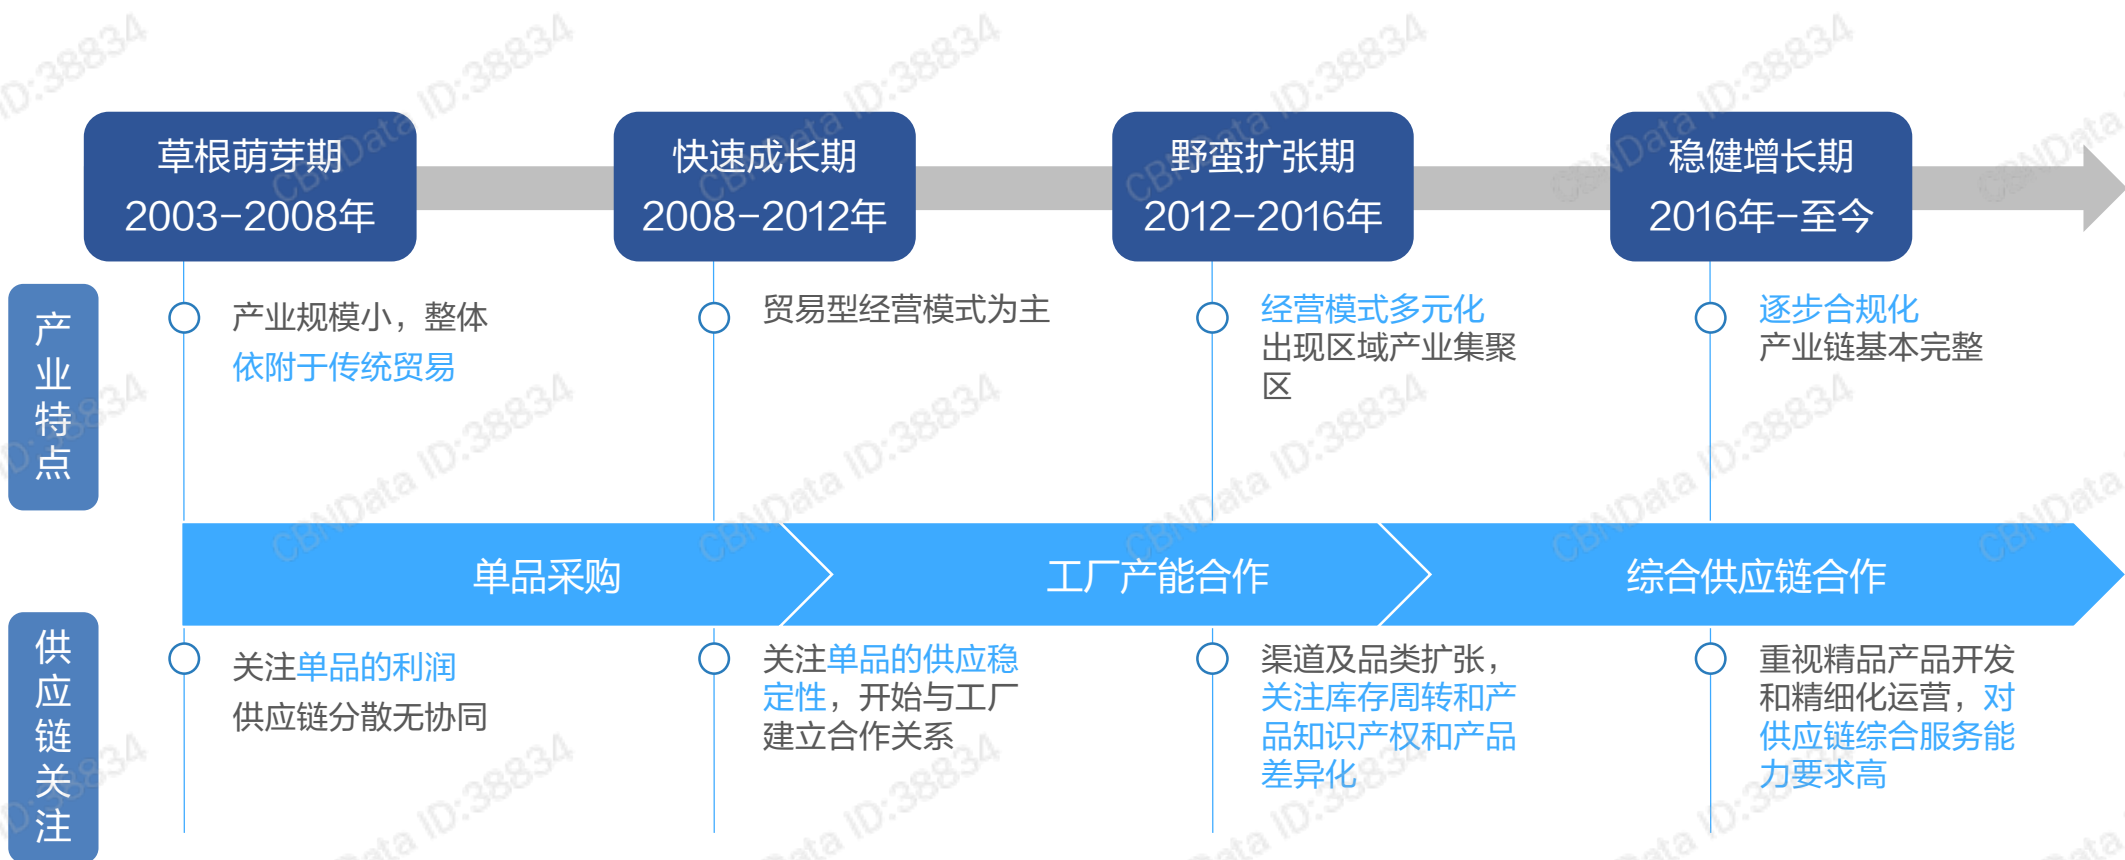 草根萌芽期
2003-2008年
快速成长期
2008-2012年
野蛮扩张期
2012-2016年
稳健增长期
2016年-至今
产业特点
产业规模小，整体
依附于传统贸易
贸易型经营模式为主
经营模式多元化
出现区域产业集聚
区
逐步合规化
产业链基本完整
单品采购
工厂产能合作
综合供应链合作
供应链关注
关注单品的利润
供应链分散无协同
关注单品的供应稳
定性，开始与工厂
建立合作关系
渠道及品类扩张，
关注库存周转和产
品知识产权和产品
差异化
重视精品产品开发
和精细化运营，对
供应链综合服务能
力要求高
CBNData ID:38834